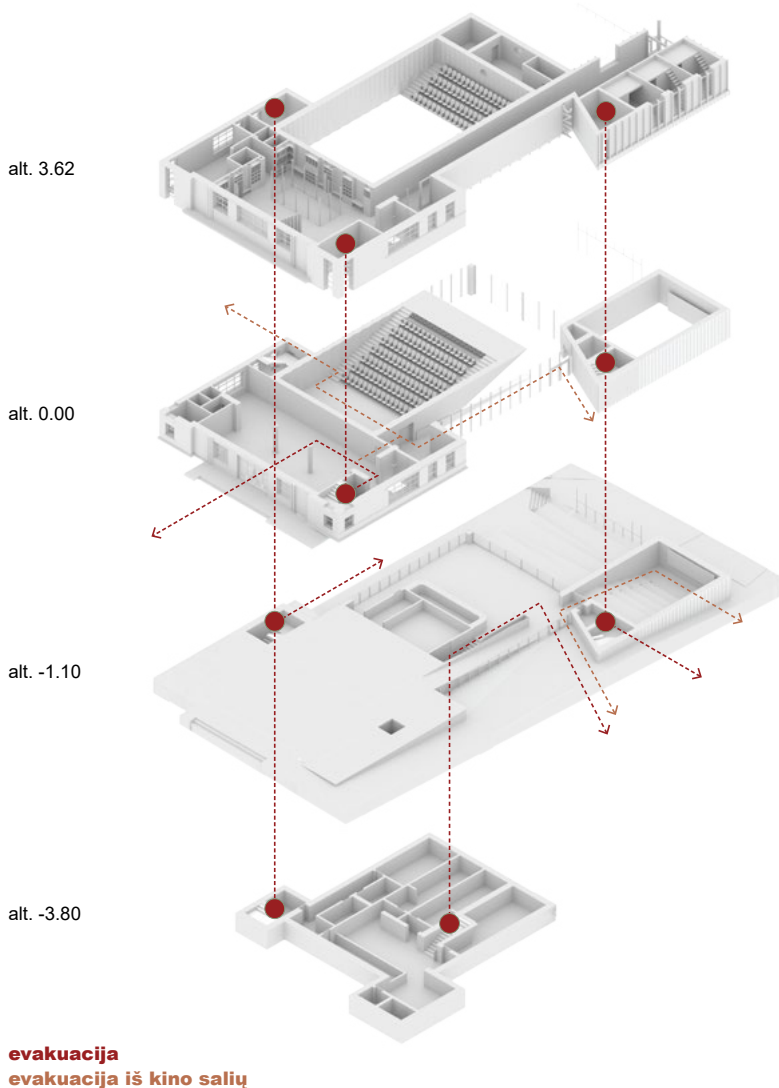 alt. 3.62
alt. 0.00
alt. -1.10
alt. -3.80
evakuacija
evakuacija iš kino salių